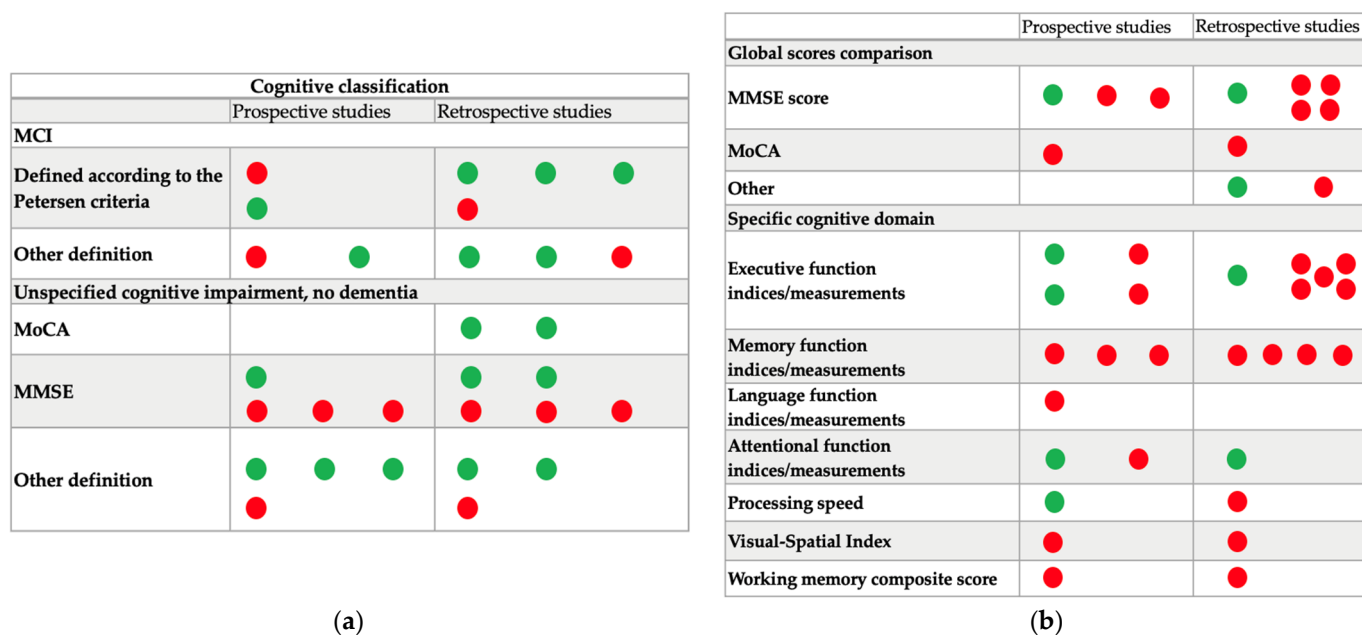 Cognitive classification
Prospective studies Retrospective studies
MCI
Defined according to the
Petersen criteria
Other definition
Unspecified cognitive impairment, no dementia
MoCA
MMSE
Other definition
(a)
Prospective studies Retrospective studies
Global scores comparison
MMSE score
MoCA
Other
Specific cognitive domain
Executive function
indices/measurements
Memory function
indices/measurements
Language function
indices/measurements
Attentional function
indices/measurements
Processing speed
Visual-Spatial Index
Working memory composite score
(b)